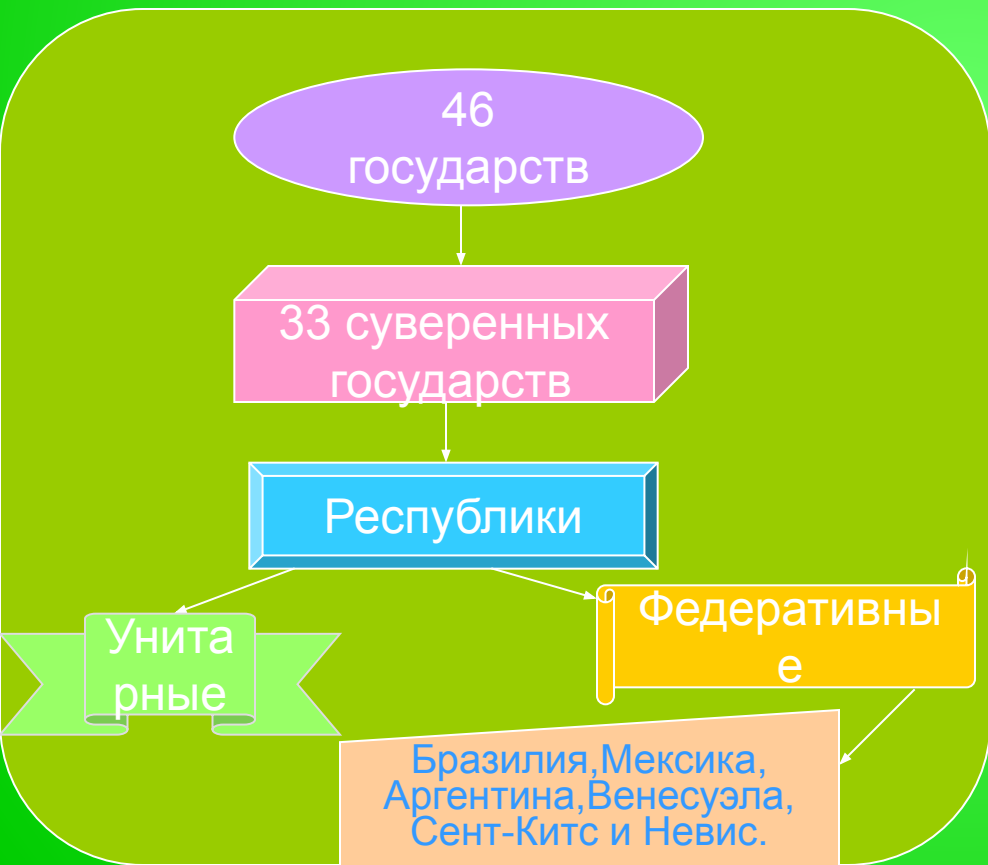 46
государств
33 суверенных
государств
Республики
Унита
рные
Федеративны
е
Бразилия,Мексика,
Аргентина,Венесуэла,
Сент-Китс и Невис.